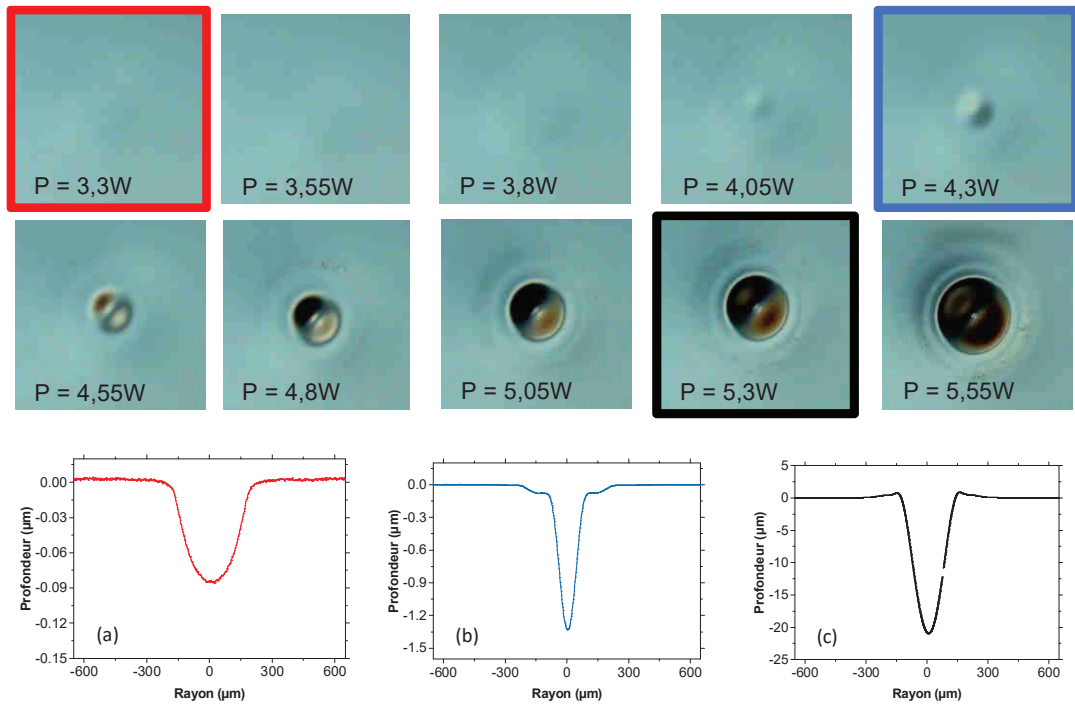 P = 3,3W
P = 3,55W
P = 3,8W
P = 4,05W
P = 4,3W
P = 4,55W
P = 4,8W
P = 5,05W
P = 5,3W
P = 5,55W
0.00
-0.03
-0.06
-0.09
-0.12
-0.15
Profondeur (µm)
(a)
-600 -300 0 300 600
Rayon (µm)
0.0
-0.3
-0.6
-0.9
-1.2
-1.5
Profondeur (µm)
(b)
-600 -300 0 300 600
Rayon (µm)
5
0
-5
-10
-15
-20
-25
Profondeur (µm)
(c)
-600 -300 0 300 600
Rayon (µm)